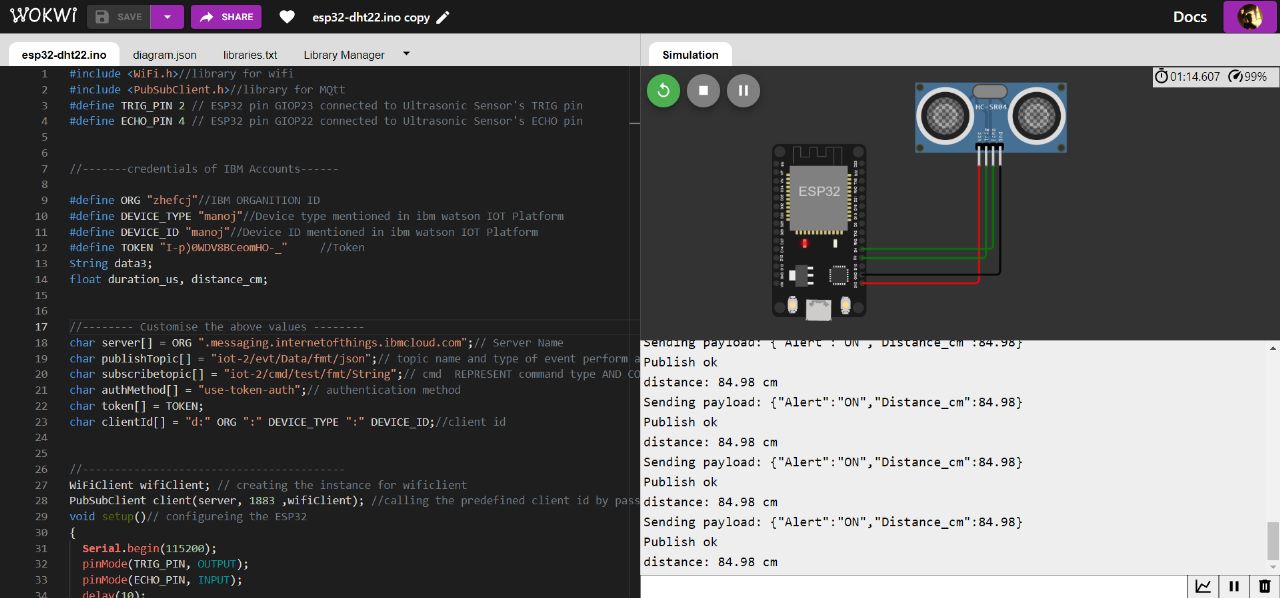 WOKWI
SAVE
SHARE
esp32-dht22.ino copy
Docs
esp32-dht22.ino
diagram.json
libraries.txt
Library Manager
1 #include <WiFi.h>//library for wifi
2 #include <PubSubClient.h>//library for MQtt
3 #define TRIG_PIN 2 // ESP32 pin GIOP23 connected to Ultrasonic Sensor's TRIG pin
4 #define ECHO_PIN 4 // ESP32 pin GIOP22 connected to Ultrasonic Sensor's ECHO pin
5
6
7 //-------credentials of IBM Accounts------
8
9 #define ORG "zhefcj"//IBM ORGANITION ID
10 #define DEVICE_TYPE "manoj"//Device type mentioned in ibm watson IOT Platform
11 #define DEVICE_ID "manoj"//Device ID mentioned in ibm watson IOT Platform
12 #define TOKEN "I-p)0WDV8BCeomHO-_" //Token
13 String data3;
14 float duration_us, distance_cm;
15
16
17 //-------- Customise the above values --------
18 char server[] = ORG ".messaging.internetofthings.ibmcloud.com";// Server Name
19 char publishTopic[] = "iot-2/evt/Data/fmt/json";// topic name and type of event perform a
20 char subscribetopic[] = "iot-2/cmd/test/fmt/String";// cmd REPRESENT command type AND CO
21 char authMethod[] = "use-token-auth";// authentication method
22 char token[] = TOKEN;
23 char clientId[] = "d:" ORG ":" DEVICE_TYPE ":" DEVICE_ID;//client id
24
25
26 //-----------------------------------------
27 WiFiClient wifiClient; // creating the instance for wificlient
28 PubSubClient client(server, 1883 ,wifiClient); //calling the predefined client id by pass
29 void setup()// configureing the ESP32
30 {
31 Serial.begin(115200);
32 pinMode(TRIG_PIN, OUTPUT);
33 pinMode(ECHO_PIN, INPUT);
34 delay(10);
Simulation
01:14.607
99%
HC-SR04
ESP32
Sending payload: {"Alert":"ON","Distance_cm":84.98}
Publish ok
distance: 84.98 cm
Sending payload: {"Alert":"ON","Distance_cm":84.98}
Publish ok
distance: 84.98 cm
Sending payload: {"Alert":"ON","Distance_cm":84.98}
Publish ok
distance: 84.98 cm
Sending payload: {"Alert":"ON","Distance_cm":84.98}
Publish ok
distance: 84.98 cm